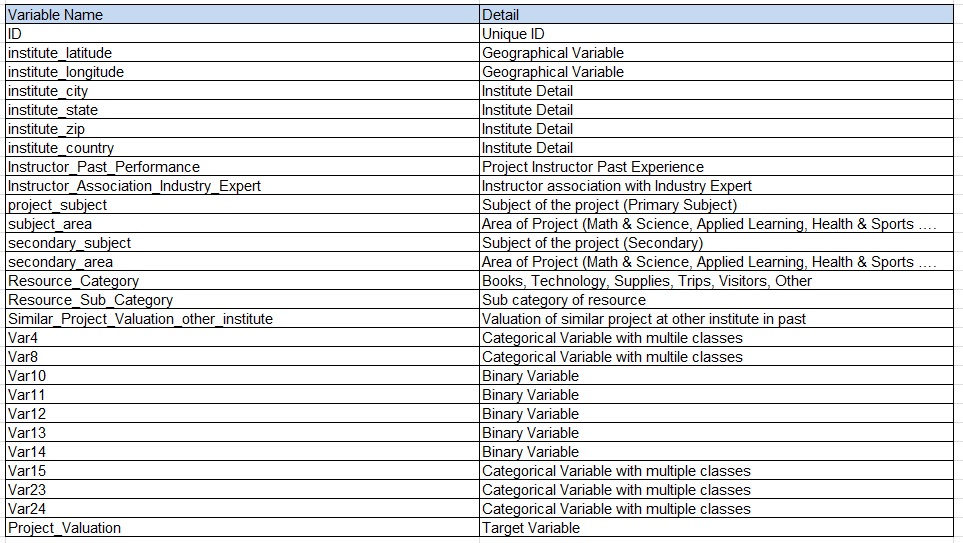 Variable Name Detail
ID Unique ID
institute_latitude Geographical Variable
institute_longitude Geographical Variable
institute_city Institute Detail
institute_state Institute Detail
institute_zip Institute Detail
institute_country Institute Detail
Instructor_Past_Performance Project Instructor Past Experience
Instructor_Association_Industry_Expert Instructor association with Industry Expert
project_subject Subject of the project (Primary Subject)
subject_area Area of Project (Math & Science, Applied Learning, Health & Sports ....
secondary_subject Subject of the project (Secondary)
secondary_area Area of Project (Math & Science, Applied Learning, Health & Sports ....
Resource_Category Books, Technology, Supplies, Trips, Visitors, Other
Resource_Sub_Category Sub category of resource
Similar_Project_Valuation_other_institute Valuation of similar project at other institute in past
Var4 Categorical Variable with multile classes
Var8 Categorical Variable with multile classes
Var10 Binary Variable
Var11 Binary Variable
Var12 Binary Variable
Var13 Binary Variable
Var14 Binary Variable
Var15 Categorical Variable with multiple classes
Var23 Categorical Variable with multiple classes
Var24 Categorical Variable with multiple classes
Project_Valuation Target Variable